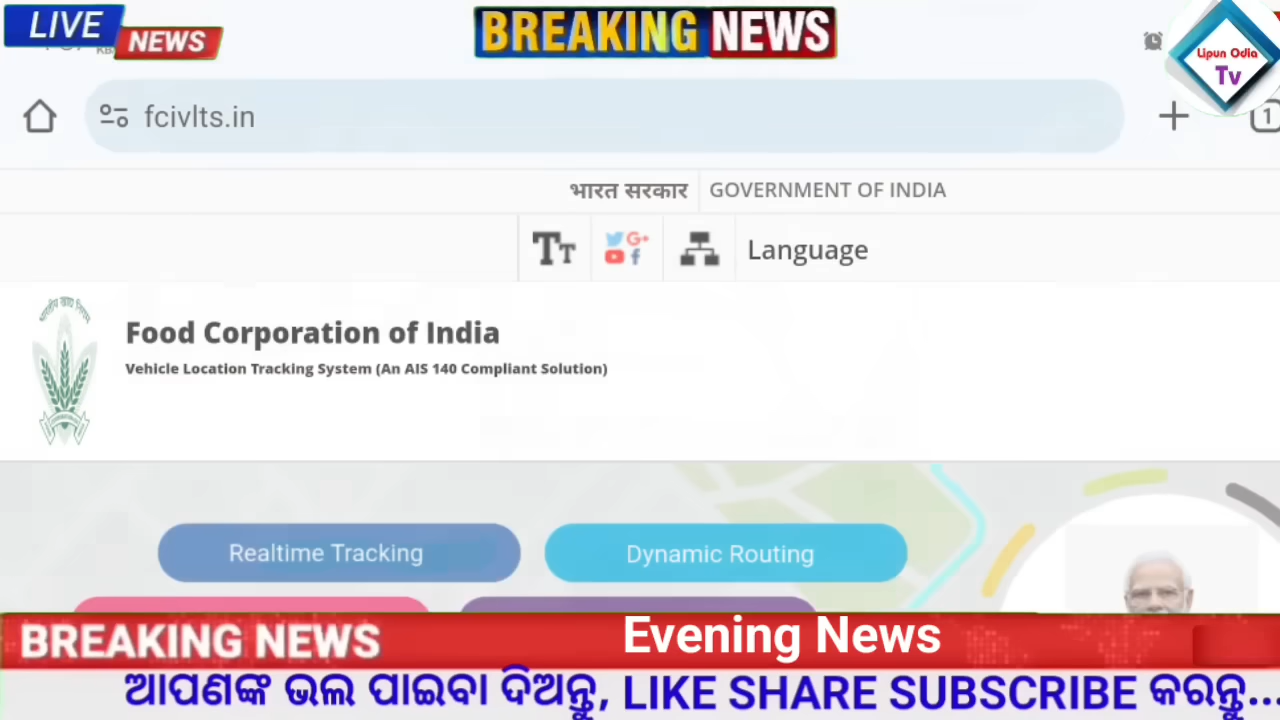 LIVE
NEWS
BREAKING NEWS
Lipun Odia
Tv
fcivlts.in
1
भारत सरकार
GOVERNMENT OF INDIA
Language
Food Corporation of India
Vehicle Location Tracking System (An AIS 140 Compliant Solution)
Realtime Tracking
Dynamic Routing
BREAKING NEWS
Evening News
ଆପଣଙ୍କ ଭଲ ପାଇବା ଦିଅନ୍ତୁ, LIKE SHARE SUBSCRIBE କରନ୍ତୁ...